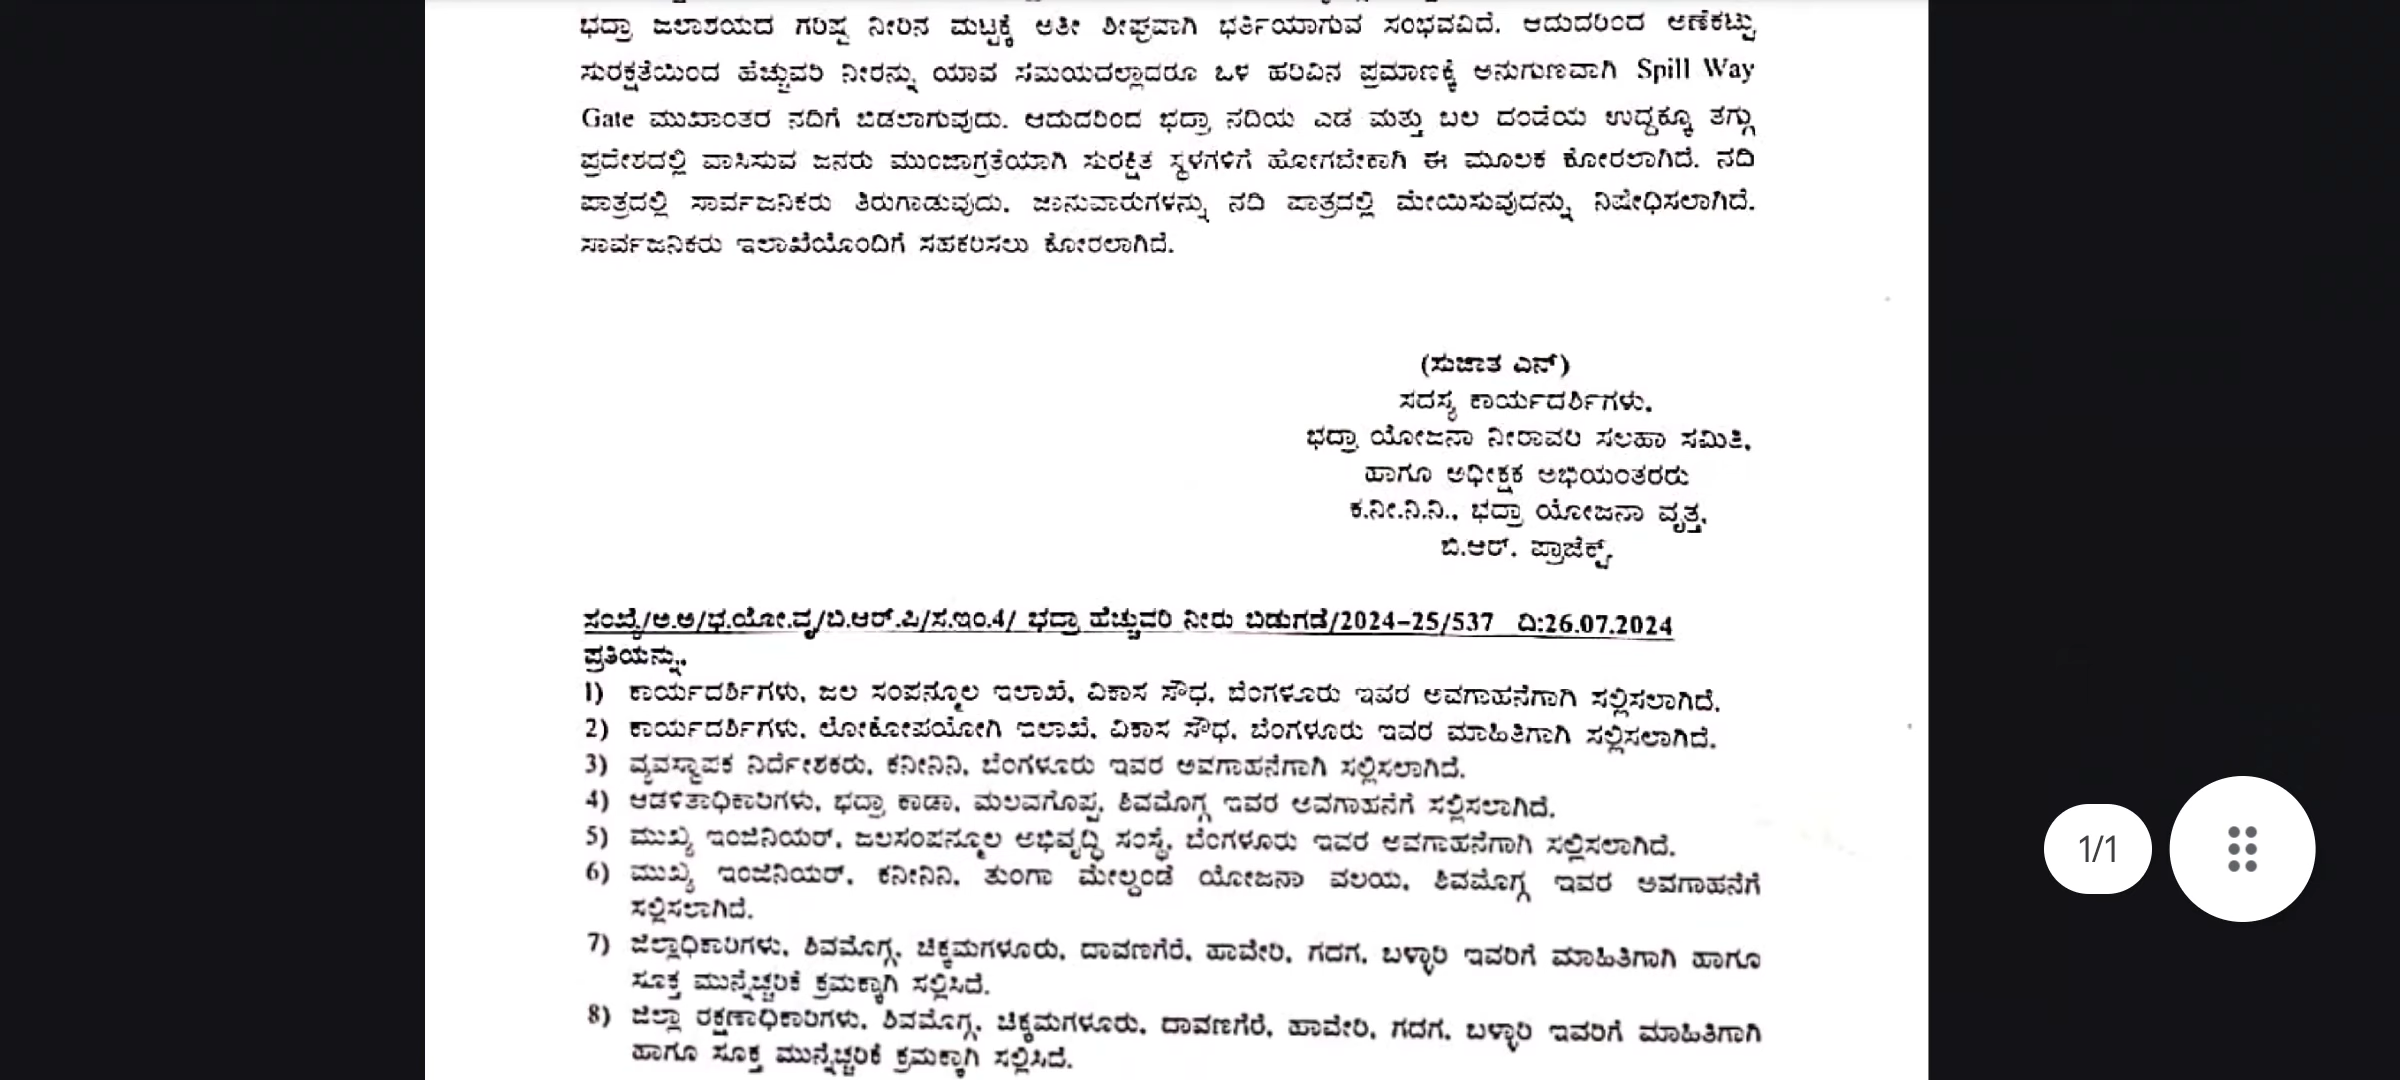 ಭದ್ರಾ ಜಲಾಶಯದ ಗರಿಷ್ಠ ನೀರಿನ ಮಟ್ಟಕ್ಕೆ ಅತೀ ಶೀಘ್ರವಾಗಿ ಭರ್ತಿಯಾಗುವ ಸಂಭವವಿದೆ. ಆದುದರಿಂದ ಅಣೆಕಟ್ಟು
ಸುರಕ್ಷತೆಯಿಂದ ಹೆಚ್ಚುವರಿ ನೀರನ್ನು ಯಾವ ಸಮಯದಲ್ಲಾದರೂ ಒಳ ಹರಿವಿನ ಪ್ರಮಾಣಕ್ಕೆ ಅನುಗುಣವಾಗಿ Spill Way
Gate ಮುಖಾಂತರ ನದಿಗೆ ಬಿಡಲಾಗುವುದು. ಆದುದರಿಂದ ಭದ್ರಾ ನದಿಯ ಎಡ ಮತ್ತು ಬಲ ದಂಡೆಯ ಉದ್ದಕ್ಕೂ ತಗ್ಗು
ಪ್ರದೇಶದಲ್ಲಿ ವಾಸಿಸುವ ಜನರು ಮುಂಜಾಗ್ರತೆಯಾಗಿ ಸುರಕ್ಷಿತ ಸ್ಥಳಗಳಿಗೆ ಹೋಗಬೇಕಾಗಿ ಈ ಮೂಲಕ ಕೋರಲಾಗಿದೆ. ನದಿ
ಪಾತ್ರದಲ್ಲಿ ಸಾರ್ವಜನಿಕರು ತಿರುಗಾಡುವುದು, ಜಾನುವಾರುಗಳನ್ನು ನದಿ ಪಾತ್ರದಲ್ಲಿ ಮೇಯಿಸುವುದನ್ನು ನಿಷೇಧಿಸಲಾಗಿದೆ.
ಸಾರ್ವಜನಿಕರು ಇಲಾಖೆಯೊಂದಿಗೆ ಸಹಕರಿಸಲು ಕೋರಲಾಗಿದೆ.
(ಸುಜಾತ ಎನ್)
ಸದಸ್ಯ ಕಾರ್ಯದರ್ಶಿಗಳು,
ಭದ್ರಾ ಯೋಜನಾ ನೀರಾವರಿ ಸಲಹಾ ಸಮಿತಿ,
ಹಾಗೂ ಅಧೀಕ್ಷಕ ಅಭಿಯಂತರರು
ಕ.ನೀ.ನಿ.ನಿ., ಭದ್ರಾ ಯೋಜನಾ ವೃತ್ತ,
ಬಿ.ಆರ್. ಪ್ರಾಜೆಕ್ಟ್
ಸಂಖ್ಯೆ/ಅ.ಅ/ಭ.ಯೋ.ವೃ/ಬಿ.ಆರ್.ಪಿ/ಸ.ಇಂ.4/ ಭದ್ರಾ ಹೆಚ್ಚುವರಿ ನೀರು ಬಿಡುಗಡೆ/2024-25/537 ದಿ:26.07.2024
ಪ್ರತಿಯನ್ನು,
1) ಕಾರ್ಯದರ್ಶಿಗಳು, ಜಲ ಸಂಪನ್ಮೂಲ ಇಲಾಖೆ, ವಿಕಾಸ ಸೌಧ, ಬೆಂಗಳೂರು ಇವರ ಅವಗಾಹನೆಗಾಗಿ ಸಲ್ಲಿಸಲಾಗಿದೆ.
2) ಕಾರ್ಯದರ್ಶಿಗಳು, ಲೋಕೋಪಯೋಗಿ ಇಲಾಖೆ, ವಿಕಾಸ ಸೌಧ, ಬೆಂಗಳೂರು ಇವರ ಮಾಹಿತಿಗಾಗಿ ಸಲ್ಲಿಸಲಾಗಿದೆ.
3) ವ್ಯವಸ್ಥಾಪಕ ನಿರ್ದೇಶಕರು, ಕನೀನಿನಿ, ಬೆಂಗಳೂರು ಇವರ ಅವಗಾಹನೆಗಾಗಿ ಸಲ್ಲಿಸಲಾಗಿದೆ.
4) ಆಡಳಿತಾಧಿಕಾರಿಗಳು, ಭದ್ರಾ ಕಾಡಾ, ಮಲವಗೊಪ್ಪ, ಶಿವಮೊಗ್ಗ ಇವರ ಅವಗಾಹನೆಗೆ ಸಲ್ಲಿಸಲಾಗಿದೆ.
5) ಮುಖ್ಯ ಇಂಜಿನಿಯರ್, ಜಲಸಂಪನ್ಮೂಲ ಅಭಿವೃದ್ಧಿ ಸಂಸ್ಥೆ, ಬೆಂಗಳೂರು ಇವರ ಅವಗಾಹನೆಗಾಗಿ ಸಲ್ಲಿಸಲಾಗಿದೆ.
6) ಮುಖ್ಯ ಇಂಜಿನಿಯರ್, ಕನೀನಿನಿ, ತುಂಗಾ ಮೇಲ್ದಂಡೆ ಯೋಜನಾ ವಲಯ, ಶಿವಮೊಗ್ಗ ಇವರ ಅವಗಾಹನೆಗೆ
ಸಲ್ಲಿಸಲಾಗಿದೆ.
7) ಜಿಲ್ಲಾಧಿಕಾರಿಗಳು, ಶಿವಮೊಗ್ಗ, ಚಿಕ್ಕಮಗಳೂರು, ದಾವಣಗೆರೆ, ಹಾವೇರಿ, ಗದಗ, ಬಳ್ಳಾರಿ ಇವರಿಗೆ ಮಾಹಿತಿಗಾಗಿ ಹಾಗೂ
ಸೂಕ್ತ ಮುನ್ನೆಚ್ಚರಿಕೆ ಕ್ರಮಕ್ಕಾಗಿ ಸಲ್ಲಿಸಿದೆ.
8) ಜಿಲ್ಲಾ ರಕ್ಷಣಾಧಿಕಾರಿಗಳು, ಶಿವಮೊಗ್ಗ, ಚಿಕ್ಕಮಗಳೂರು, ದಾವಣಗೆರೆ, ಹಾವೇರಿ, ಗದಗ, ಬಳ್ಳಾರಿ ಇವರಿಗೆ ಮಾಹಿತಿಗಾಗಿ
ಹಾಗೂ ಸೂಕ್ತ ಮುನ್ನೆಚ್ಚರಿಕೆ ಕ್ರಮಕ್ಕಾಗಿ ಸಲ್ಲಿಸಿದೆ.
1/1